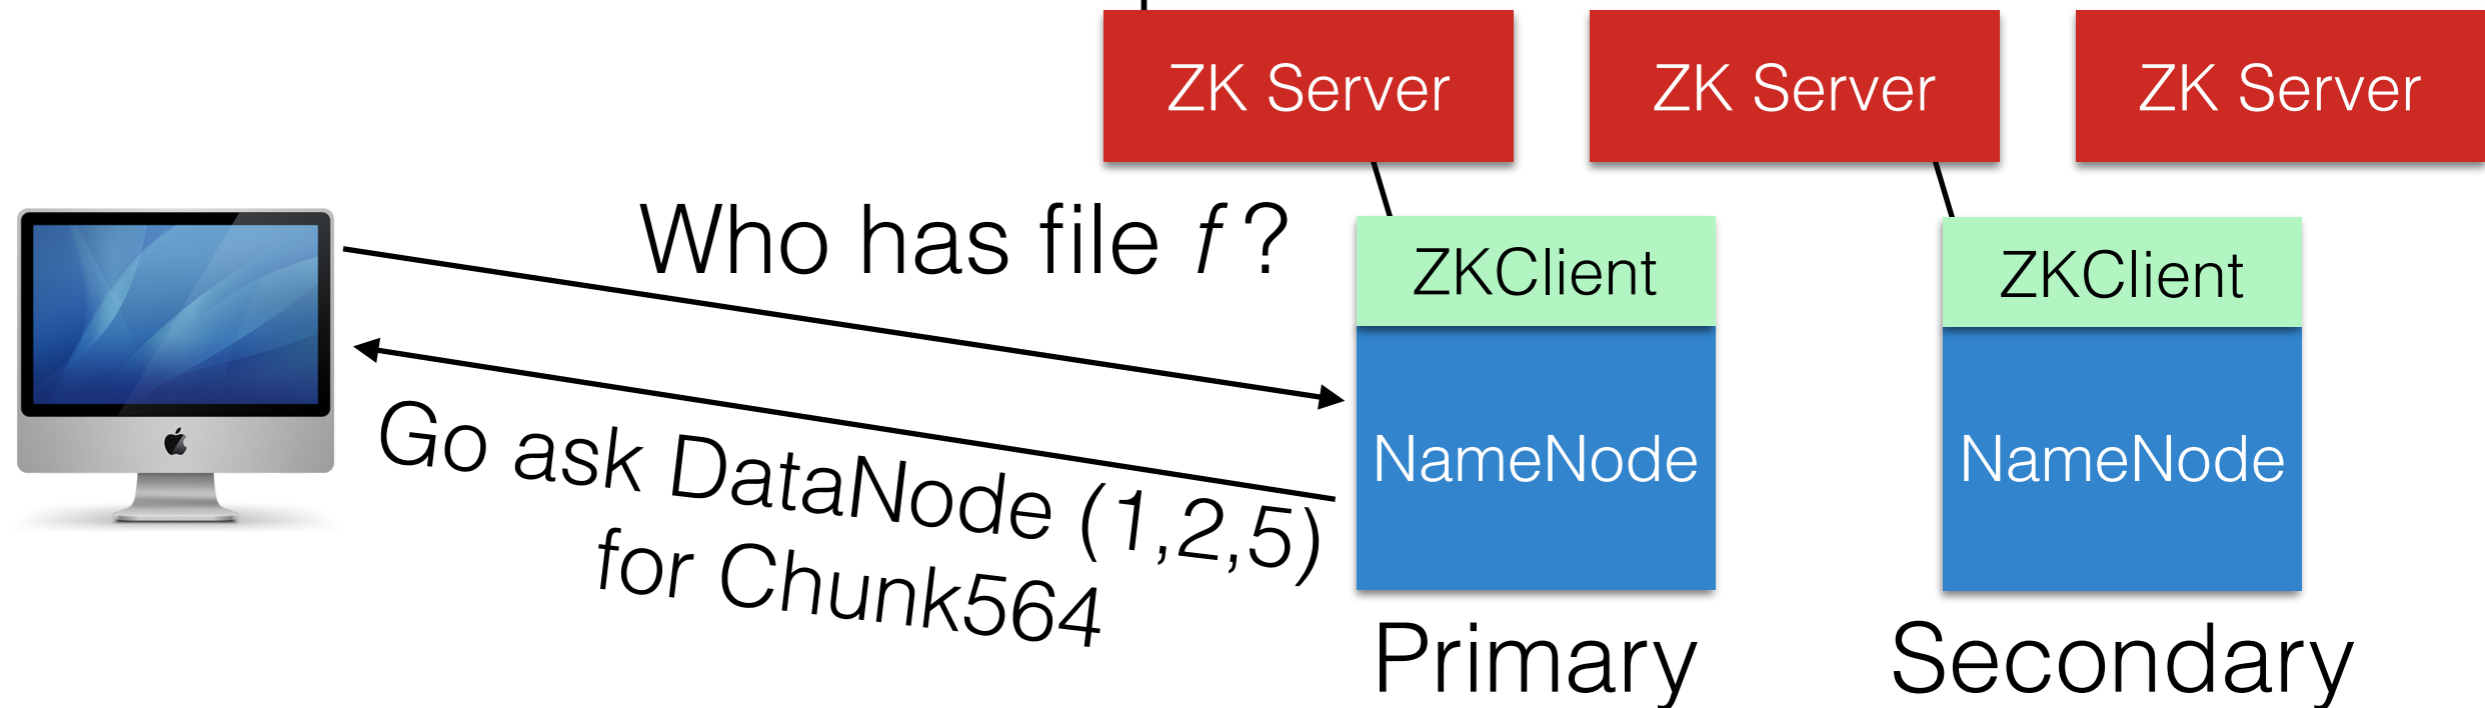 ZK Server
ZK Server
ZK Server
Who has file f ?
ZKClient
ZKClient
Go ask DataNode (1,2,5)
for Chunk564
NameNode
NameNode
Primary
Secondary